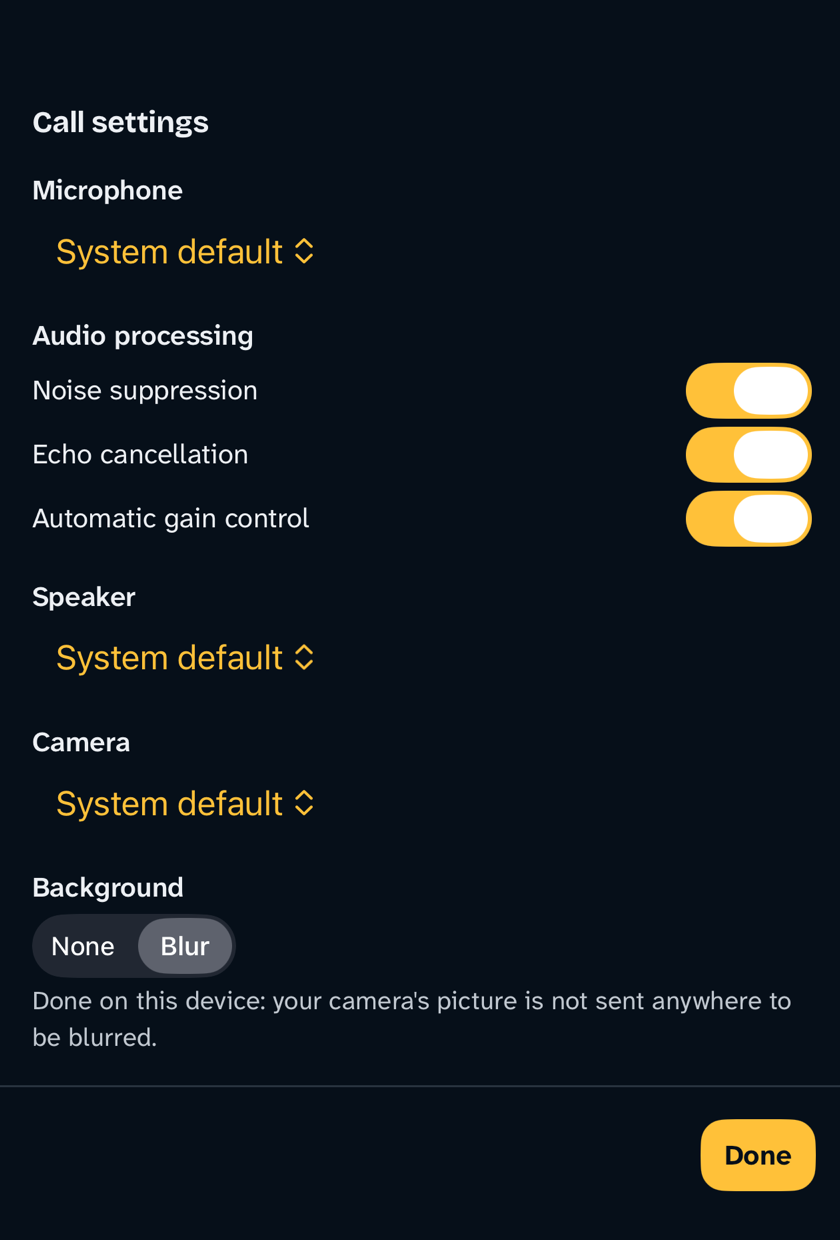 Call settings
Microphone
System default
Audio processing
Noise suppression
Echo cancellation
Automatic gain control
Speaker
System default
Camera
System default
Background
None Blur
Done on this device: your camera's picture is not sent anywhere to
be blurred.
Done